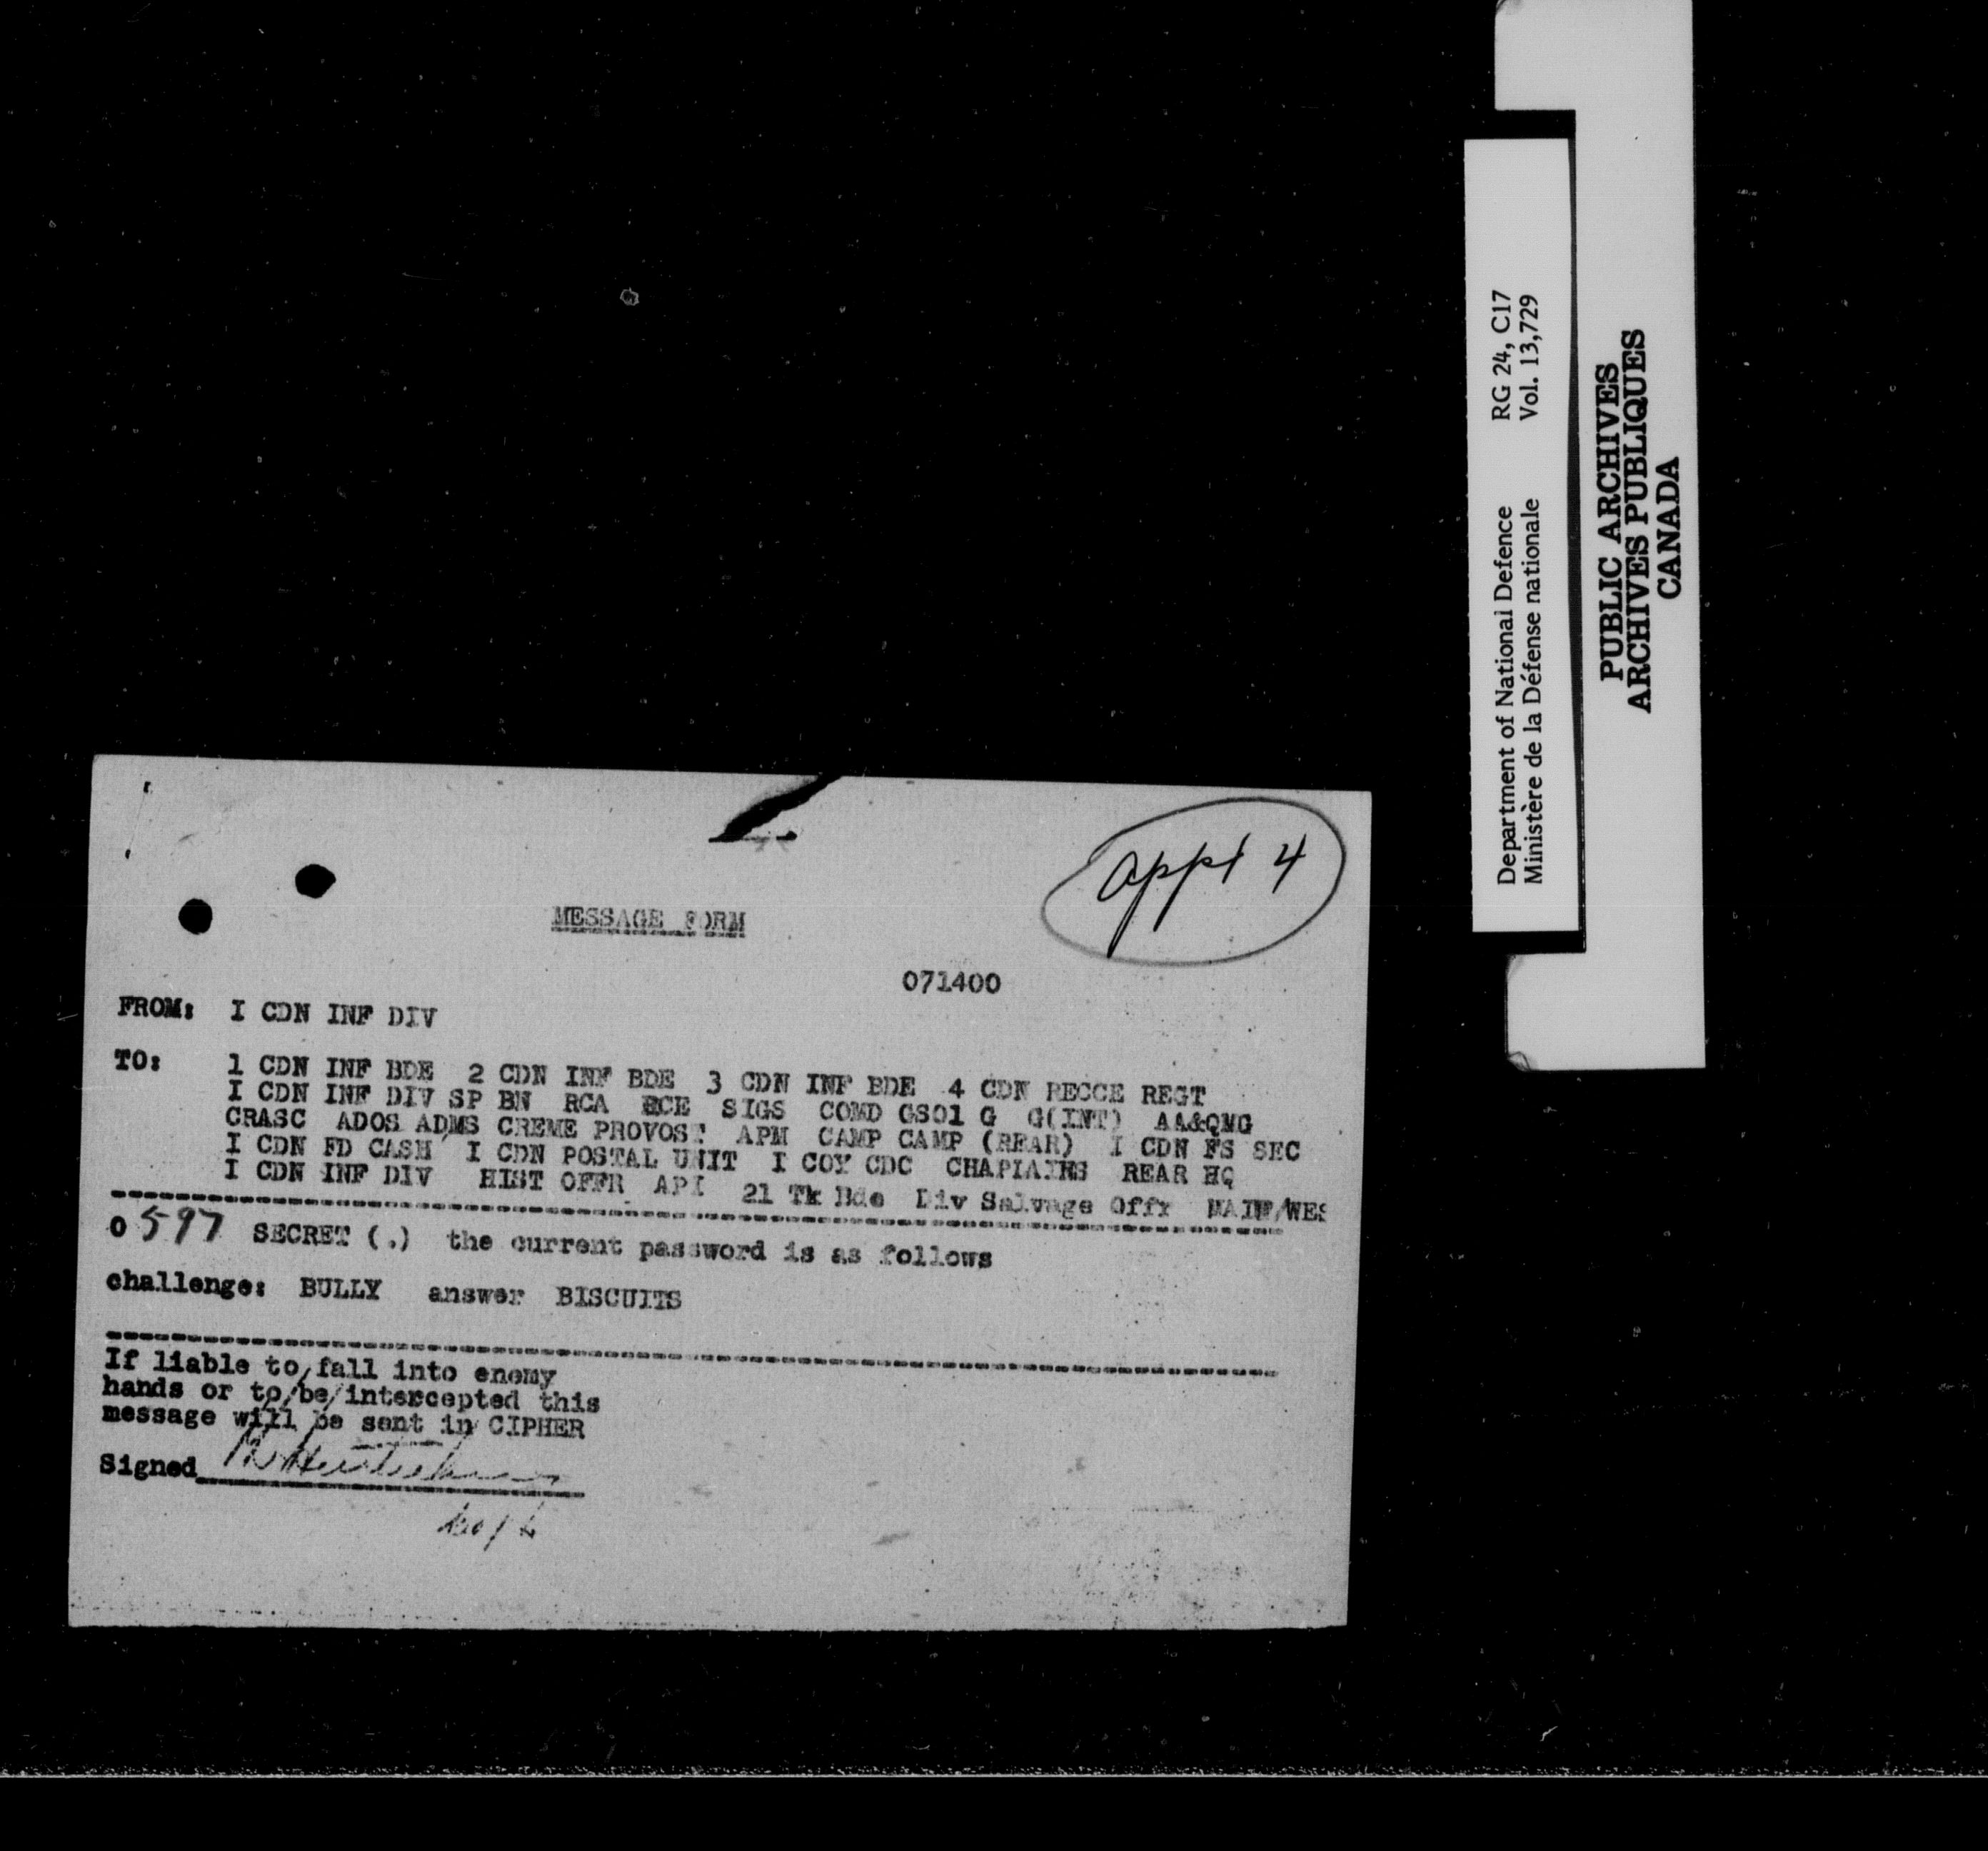 appx 4
MESSAGE FORM
071400
FROM: I CDN INF DIV
TO: 1 CDN INF BDE 2 CDN INF BDE 3 CDN INF BDE 4 CDN RECCE REGT
I CDN INF DIV SP BN RCA RCE SIGS COMD GSO1 G G(INT) AA&QMG
CRASC ADOS ADMS CREME PROVOST APM CAMP CAMP (REAR) I CDN FS SEC
I CDN FD CASH I CDN POSTAL UNIT I COY CDC CHAPLAINS REAR HQ
I CDN INF DIV HIST OFFR API 21 Tk Bde Div Salvage Offr
O 597 SECRET (.) the current password is as follows
challenge: BULLY answer BISCUITS
If liable to fall into enemy
hands or to be intercepted this
message will be sent in CIPHER
Signed
Department of National Defence RG 24, C17
Ministère de la Défense nationale Vol. 13,729
PUBLIC ARCHIVES
ARCHIVES PUBLIQUES
CANADA